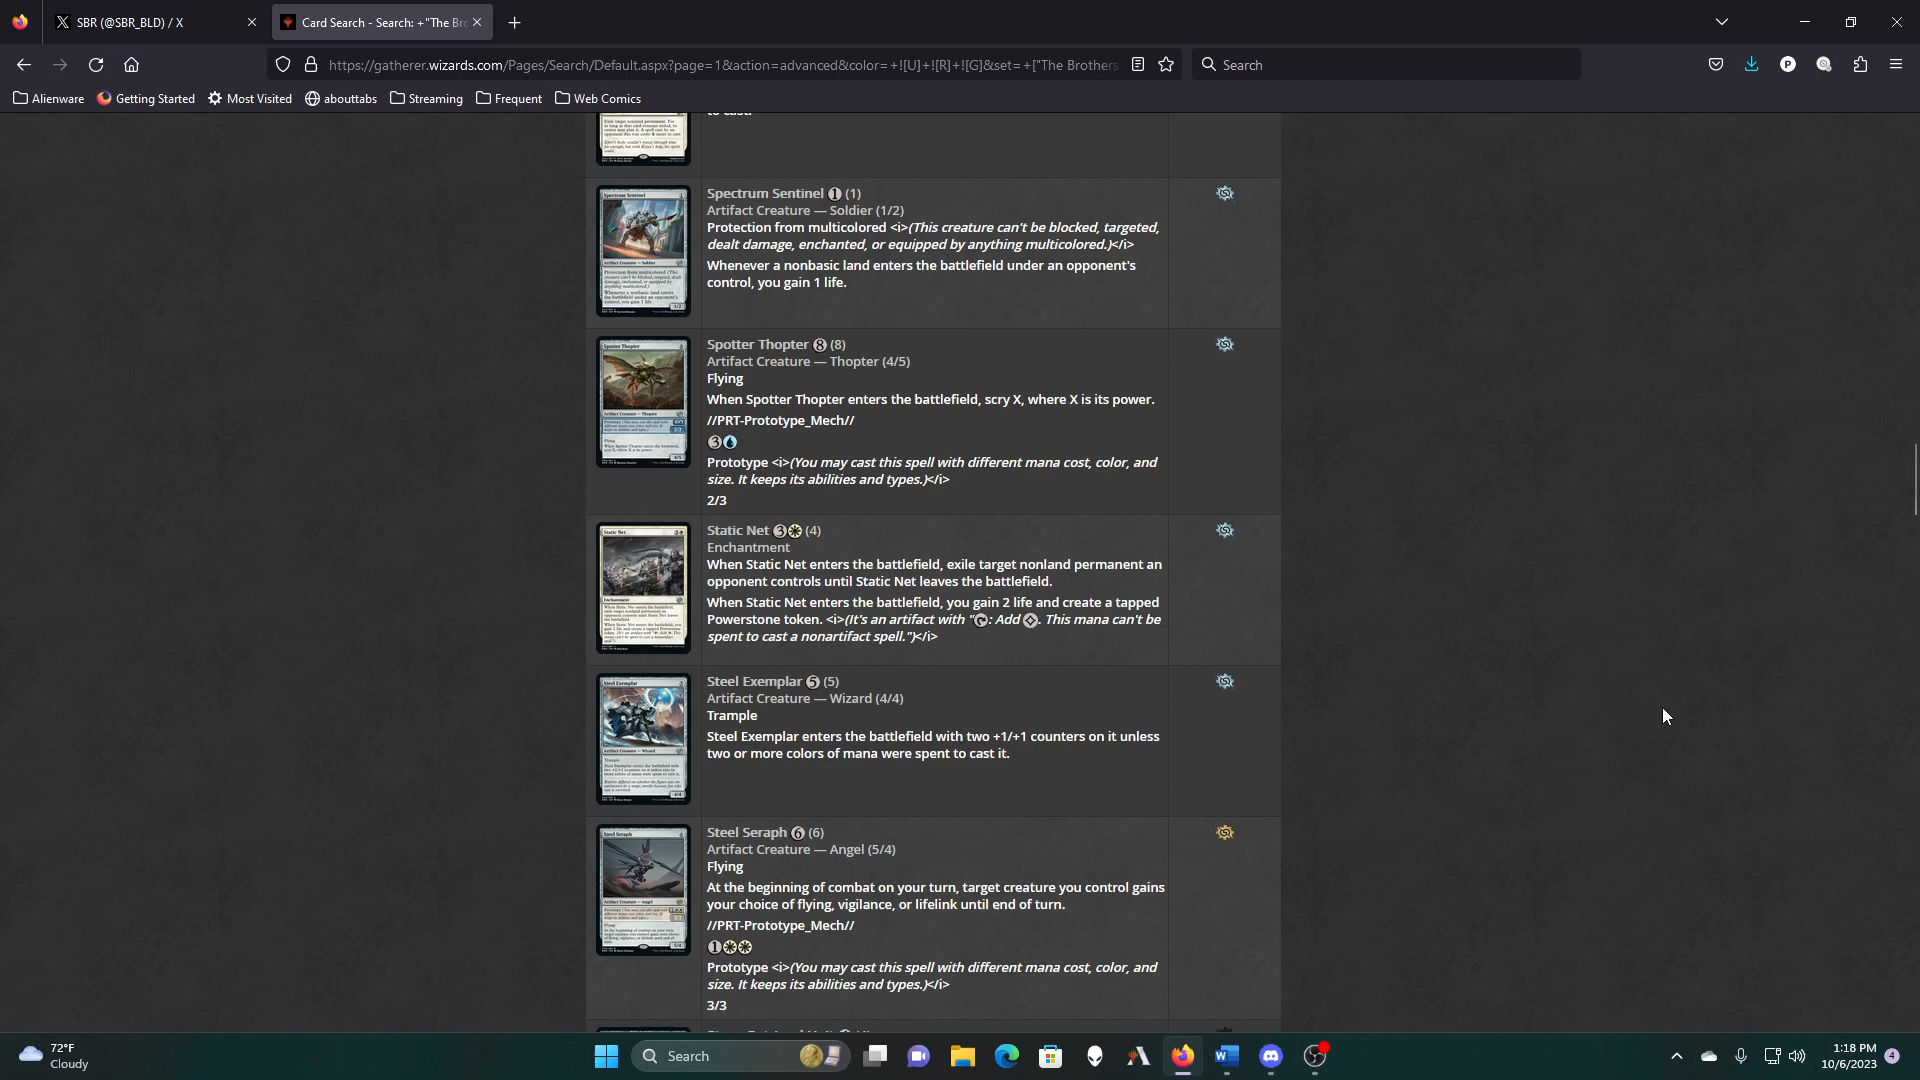 SBR (@SBR_BLD) / X
Card Search - Search: +"The Bro
https://gatherer.wizards.com/Pages/Search/Default.aspx?page=1&action=advanced&color=+![U]+![R]+![G]&set=+["The Brothers
Search
Alienware
Getting Started
Most Visited
abouttabs
Streaming
Frequent
Web Comics
to cast.
Spectrum Sentinel 1 (1)
Artifact Creature — Soldier (1/2)
Protection from multicolored <i>(This creature can't be blocked, targeted,
dealt damage, enchanted, or equipped by anything multicolored.)</i>
Whenever a nonbasic land enters the battlefield under an opponent's
control, you gain 1 life.
Spotter Thopter 8 (8)
Artifact Creature — Thopter (4/5)
Flying
When Spotter Thopter enters the battlefield, scry X, where X is its power.
//PRT-Prototype_Mech//
3
Prototype <i>(You may cast this spell with different mana cost, color, and
size. It keeps its abilities and types.)</i>
2/3
Static Net 3 (4)
Enchantment
When Static Net enters the battlefield, exile target nonland permanent an
opponent controls until Static Net leaves the battlefield.
When Static Net enters the battlefield, you gain 2 life and create a tapped
Powerstone token. <i>(It's an artifact with ": Add . This mana can't be
spent to cast a nonartifact spell.")</i>
Steel Exemplar 5 (5)
Artifact Creature — Wizard (4/4)
Trample
Steel Exemplar enters the battlefield with two +1/+1 counters on it unless
two or more colors of mana were spent to cast it.
Steel Seraph 6 (6)
Artifact Creature — Angel (5/4)
Flying
At the beginning of combat on your turn, target creature you control gains
your choice of flying, vigilance, or lifelink until end of turn.
//PRT-Prototype_Mech//
1
Prototype <i>(You may cast this spell with different mana cost, color, and
size. It keeps its abilities and types.)</i>
3/3
72°F
Cloudy
Search
1:18 PM
10/6/2023
4